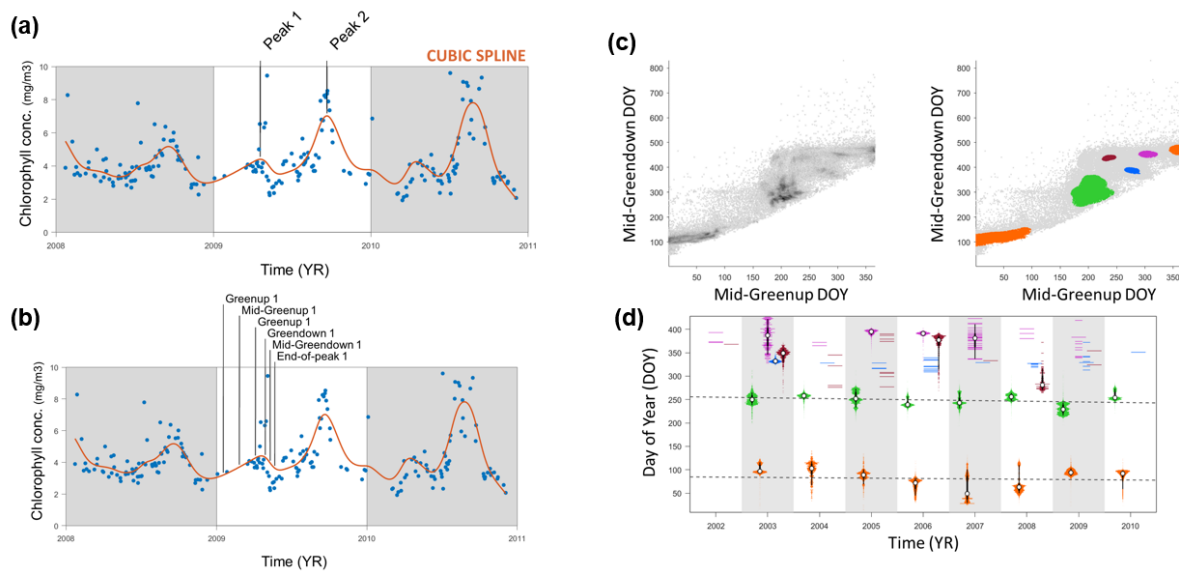 (a)
Peak 1
Peak 2
CUBIC SPLINE
Chlorophyll conc. (mg/m3)
10
8
6
4
2
0
2008
2009
2010
2011
Time (YR)
(b)
Greenup 1
Mid-Greenup 1
Greenup 1
Greendown 1
Mid-Greendown 1
End-of-peak 1
Chlorophyll conc. (mg/m3)
10
8
6
4
2
0
2008
2009
2010
2011
Time (YR)
(c)
Mid-Greendown DOY
800
700
600
500
400
300
200
100
50
100
150
200
250
300
350
Mid-Greenup DOY
Mid-Greendown DOY
800
700
600
500
400
300
200
100
50
100
150
200
250
300
350
Mid-Greenup DOY
(d)
Day of Year (DOY)
400
350
300
250
200
150
100
50
2002
2003
2004
2005
2006
2007
2008
2009
2010
Time (YR)